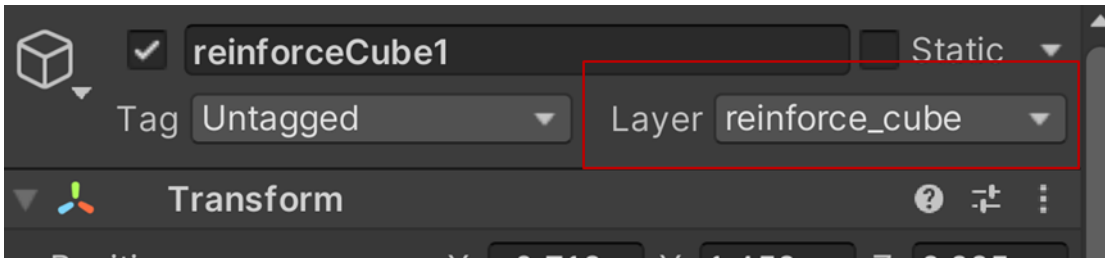 reinforceCube1 Static
Tag Untagged Layer reinforce_cube
Transform